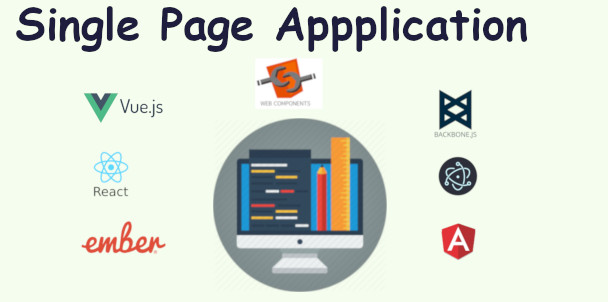 Single Page Appplication
WEB COMPONENTS
Vue.js
BACKBONE.JS
React
ember
A